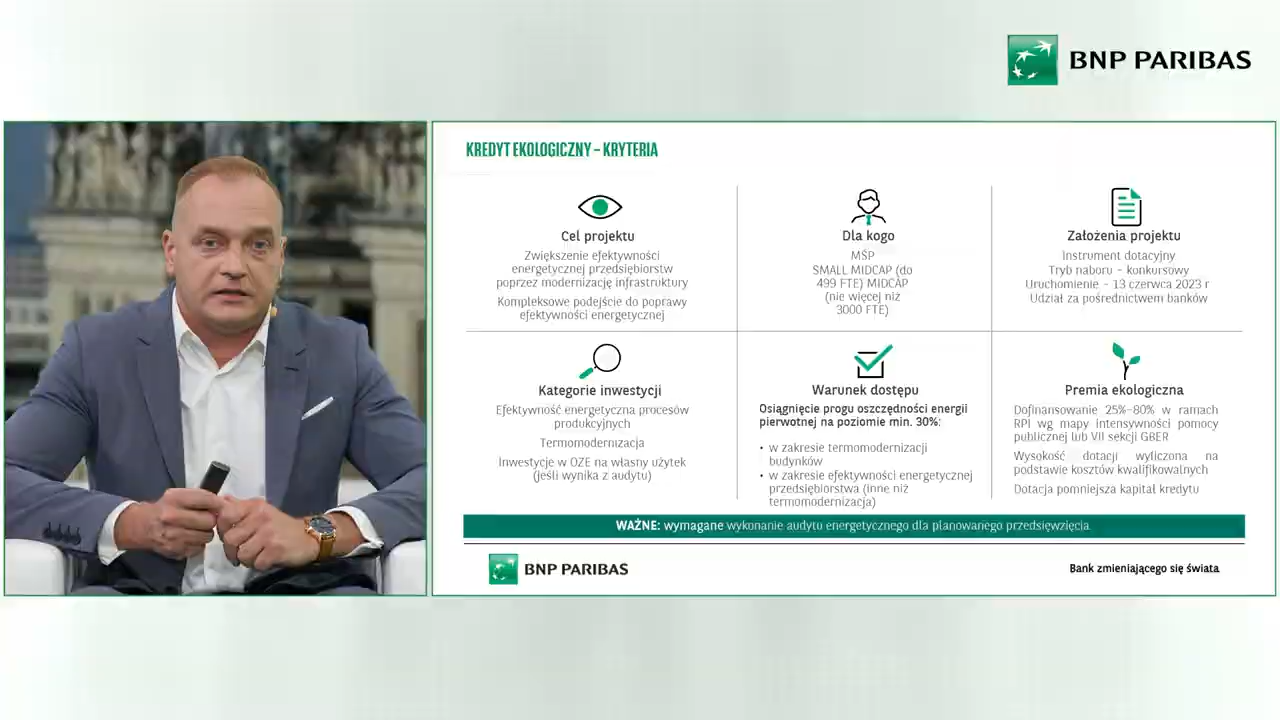 BNP PARIBAS
KREDYT EKOLOGICZNY – KRYTERIA
Cel projektu
Zwiększenie efektywności
energetycznej przedsiębiorstw
poprzez modernizację infrastruktury
Kompleksowe podejście do poprawy
efektywności energetycznej
Dla kogo
MŚP
SMALL MIDCAP (do
499 FTE) MIDCAP
(nie więcej niż
3000 FTE)
Założenia projektu
Instrument dotacyjny
Tryb naboru – konkursowy
Uruchomienie – 13 czerwca 2023 r
Udział za pośrednictwem banków
Kategorie inwestycji
Efektywność energetyczna procesów
produkcyjnych
Termomodernizacja
Inwestycje w OZE na własny użytek
(jeśli wynika z audytu)
Warunek dostępu
Osiągnięcie progu oszczędności energii
pierwotnej na poziomie min. 30%:
• w zakresie termomodernizacji
budynków
• w zakresie efektywności energetycznej
przedsiębiorstwa (inne niż
termomodernizacja)
Premia ekologiczna
Dofinansowanie 25%–80% w ramach
RPI wg mapy intensywności pomocy
publicznej lub VII sekcji GBER
Wysokość dotacji wyliczona na
podstawie kosztów kwalifikowalnych
Dotacja pomniejsza kapitał kredytu
WAŻNE: wymagane wykonanie audytu energetycznego dla planowanego przedsięwzięcia
BNP PARIBAS
Bank zmieniającego się świata